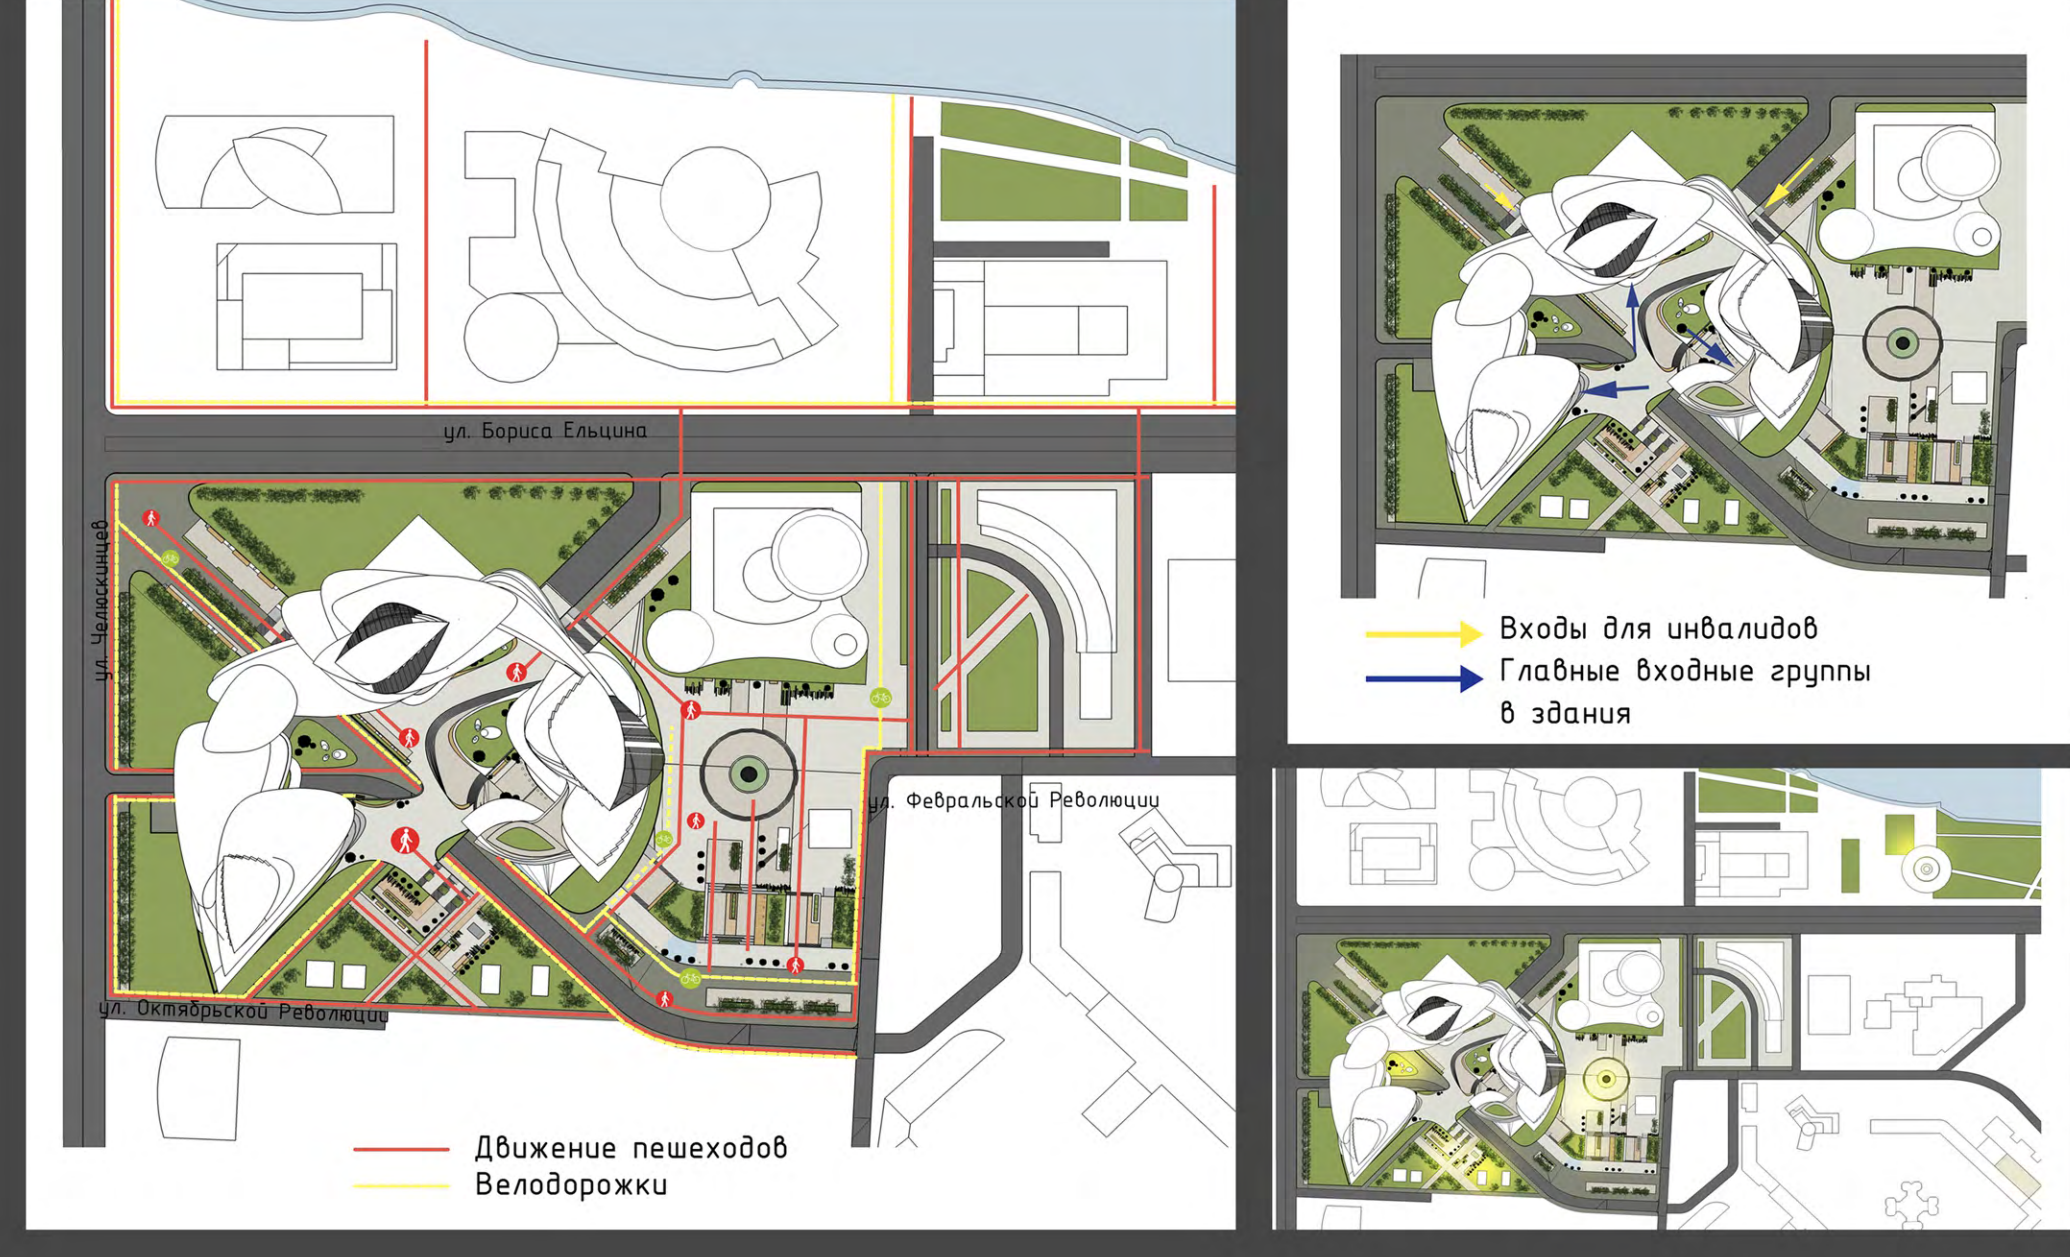 ул. Бориса Ельцина
ул. Челюскинцев
ул. Февральской Революции
ул. Октябрьской Революции
Движение пешеходов
Велодорожки
Входы для инвалидов
Главные входные группы
в здания